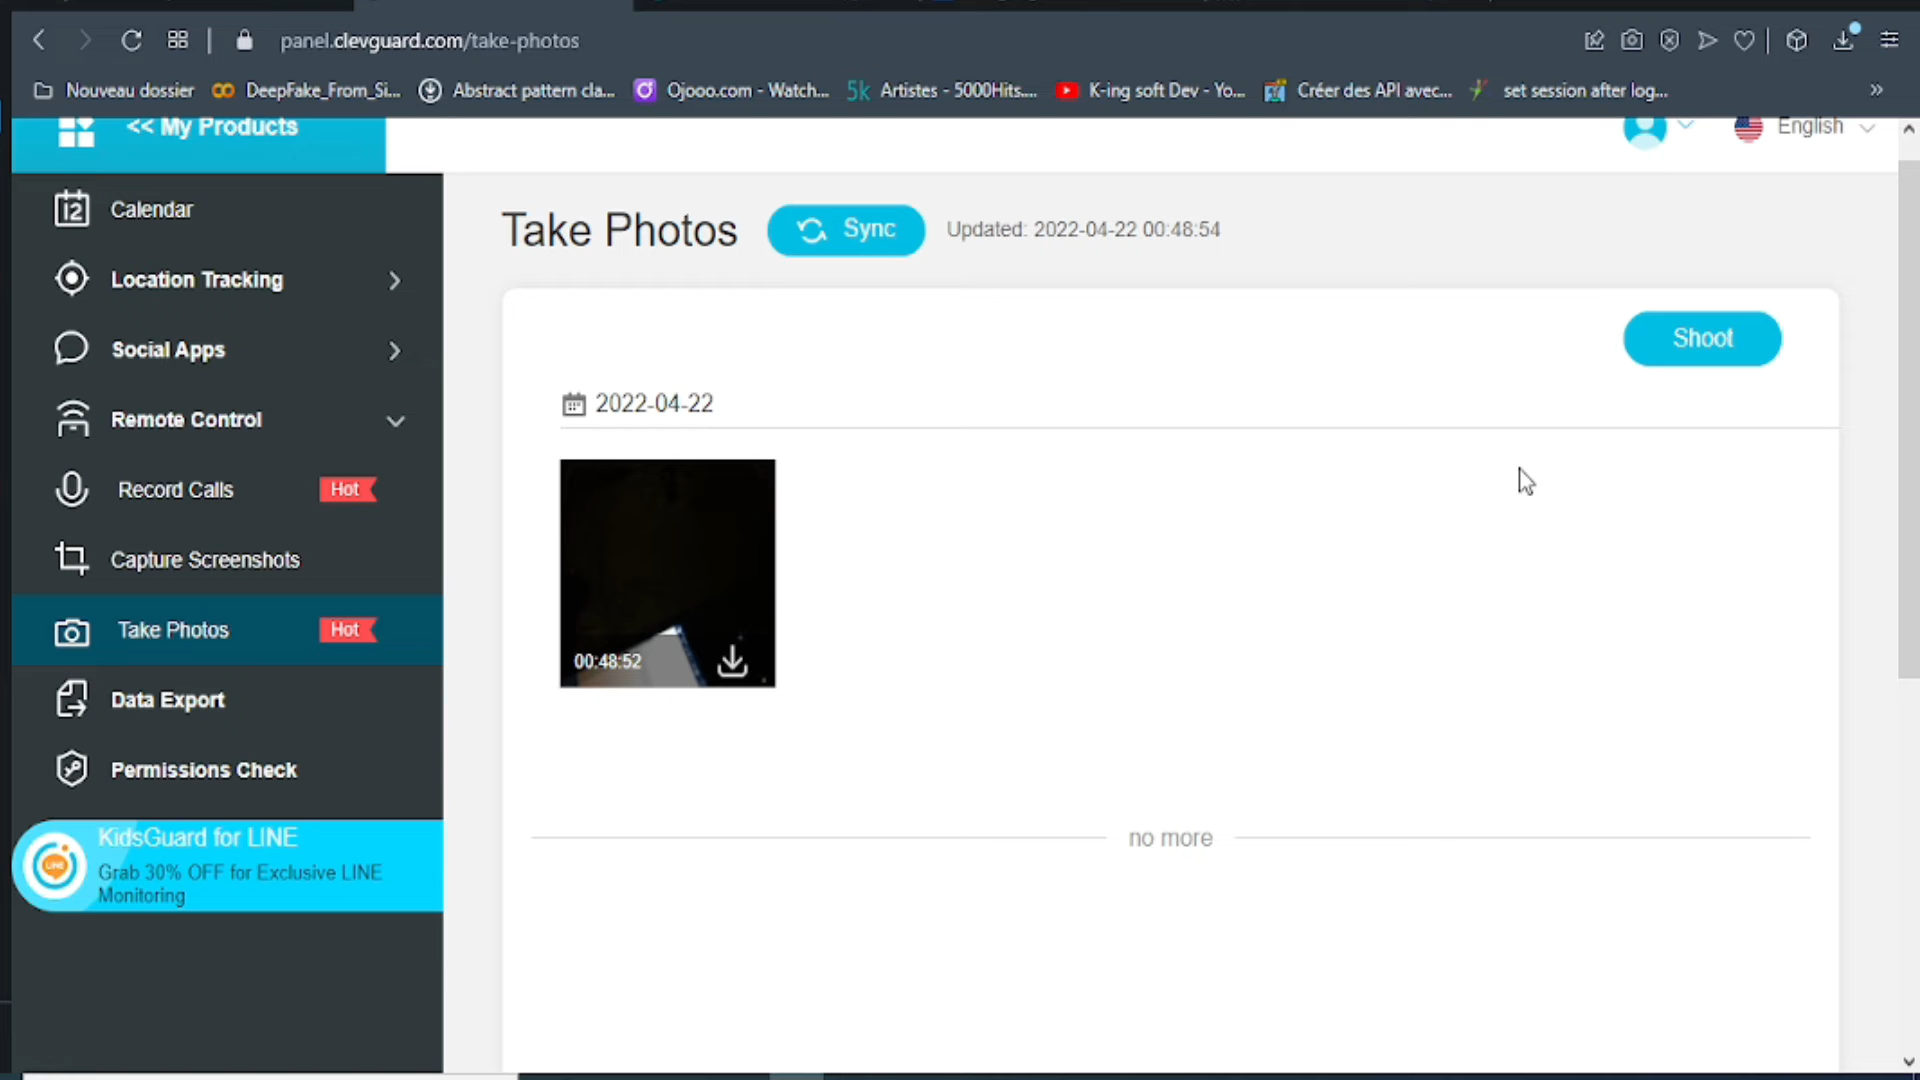 panel.clevguard.com/take-photos
Nouveau dossier
DeepFake_From_Si...
Abstract pattern cla...
Ojooo.com - Watch...
5k Artistes - 5000Hits....
K-ing soft Dev - Yo...
Créer des API avec...
set session after log...
<< My Products
English
Calendar
Location Tracking
Social Apps
Remote Control
Record Calls Hot
Capture Screenshots
Take Photos Hot
Data Export
Permissions Check
KidsGuard for LINE
Grab 30% OFF for Exclusive LINE
Monitoring
Take Photos
Sync
Updated: 2022-04-22 00:48:54
Shoot
2022-04-22
00:48:52
no more